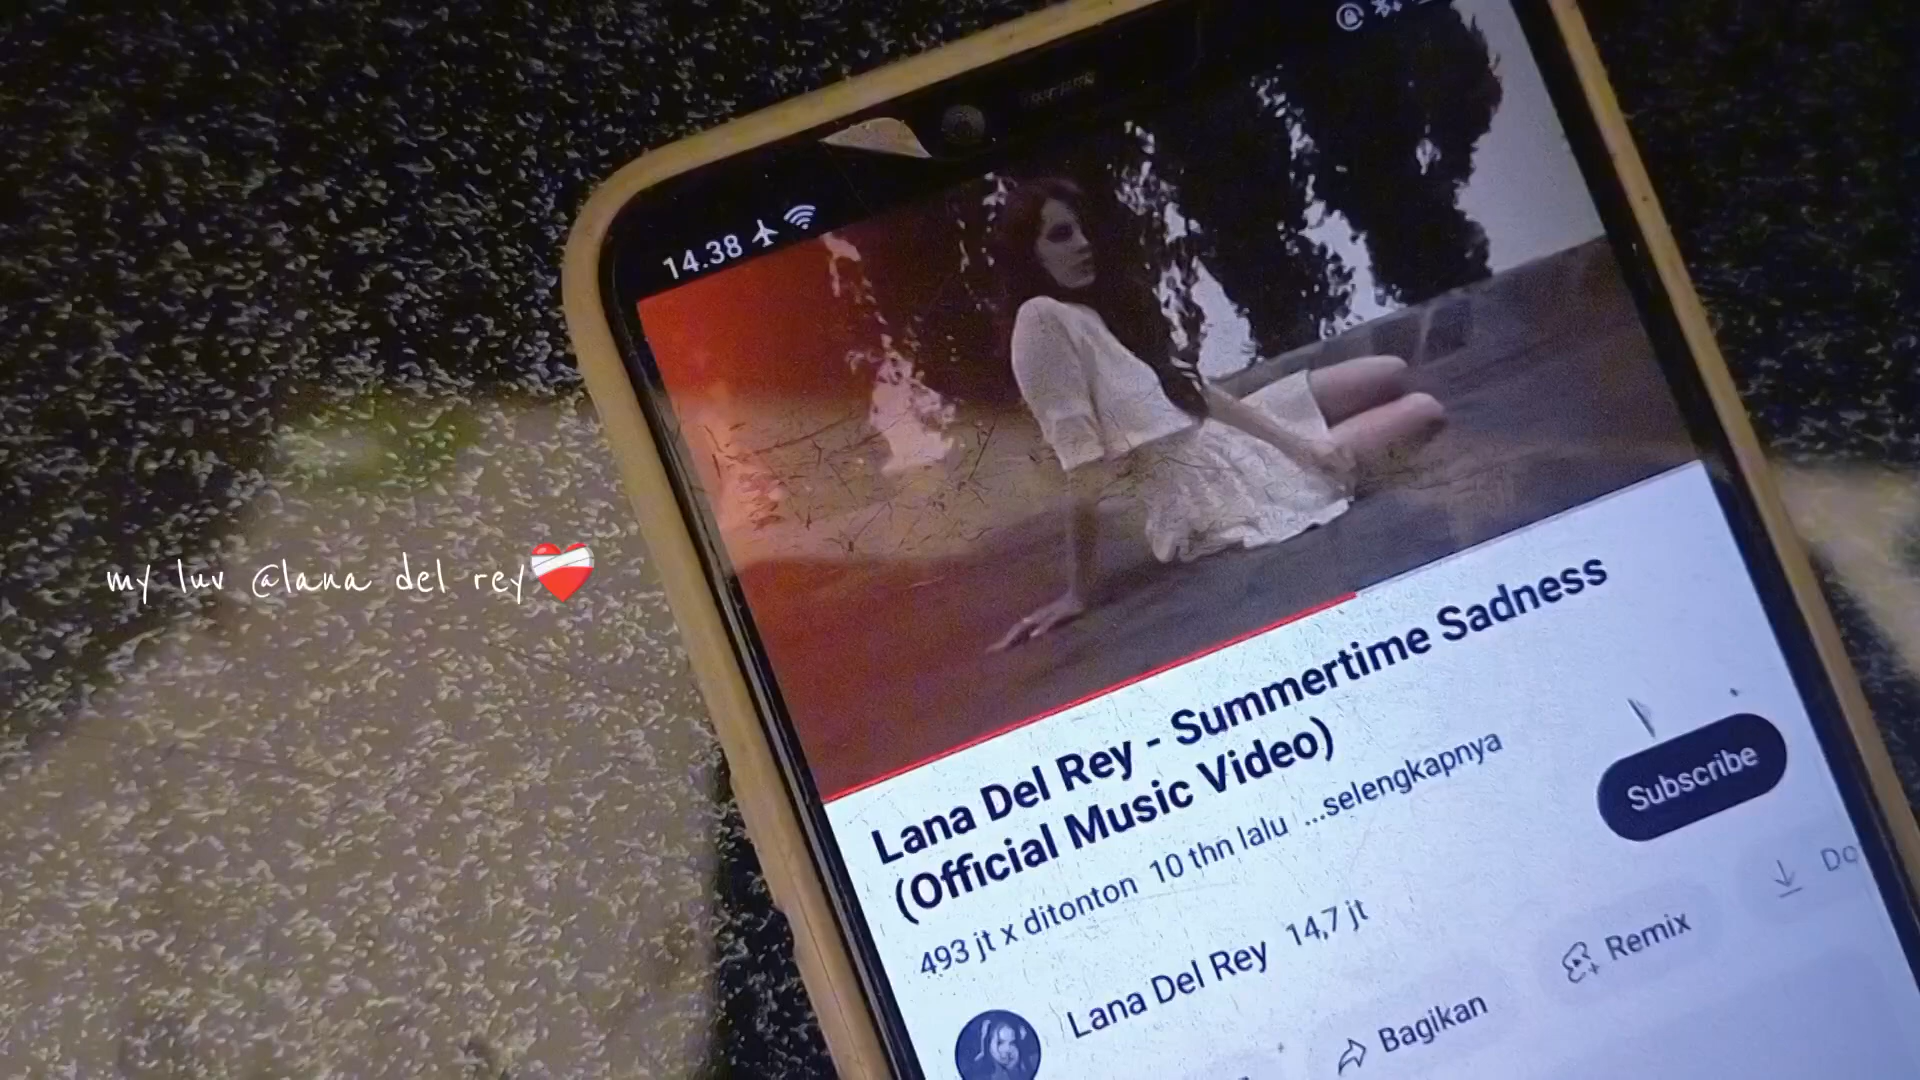 14.38
my luv @lana del rey❤️‍🩹
Lana Del Rey - Summertime Sadness
(Official Music Video)
493 jt x ditonton 10 thn lalu ...selengkapnya
Subscribe
Lana Del Rey 14,7 jt
Bagikan
Remix